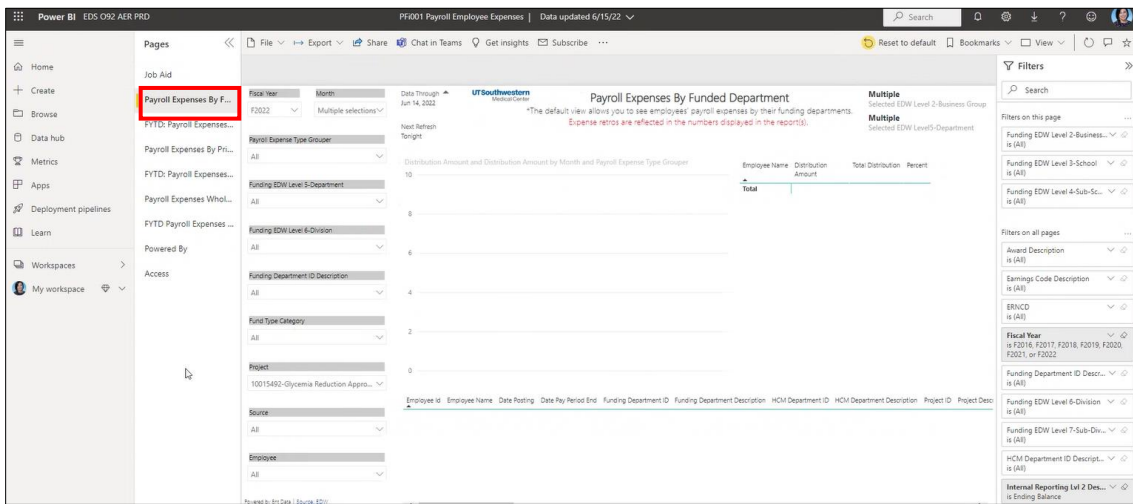 Power BI EDS O92 AER PRD
PFi001 Payroll Employee Expenses | Data updated 6/15/22
Search
Home
Create
Browse
Data hub
Metrics
Apps
Deployment pipelines
Learn
Workspaces
My workspace
Pages
Job Aid
Payroll Expenses By F...
FYTD: Payroll Expenses...
Payroll Expenses By Pri...
FYTD: Payroll Expenses...
Payroll Expenses Whol...
FYTD Payroll Expenses ...
Powered By
Access
File Export Share Chat in Teams Get insights Subscribe ...
Reset to default Bookmarks View
Fiscal Year Month
F2022 Multiple selections
Payroll Expense Type Grouper
All
Funding EDW Level 5-Department
All
Funding EDW Level 6-Division
All
Funding Department ID Description
All
Fund Type Category
All
Project
10015492-Glycemia Reduction Appro...
Source
All
Employee
All
Powered by Ent Data | Source: EDW
Data Through
Jun 14, 2022
Next Refresh
Tonight
UTSouthwestern
Medical Center
Payroll Expenses By Funded Department
*The default view allows you to see employees' payroll expenses by their funding departments.
Expense retros are reflected in the numbers displayed in the report(s).
Multiple
Selected EDW Level 2-Business Group
Multiple
Selected EDW Level5-Department
Distribution Amount and Distribution Amount by Month and Payroll Expense Type Grouper
10
8
6
4
2
0
Employee Name Distribution Amount Total Distribution Percent
Total
Employee Id Employee Name Date Posting Date Pay Period End Funding Department ID Funding Department Description HCM Department ID HCM Department Description Project ID Project Desc
Filters
Search
Filters on this page ...
Funding EDW Level 2-Business...
is (All)
Funding EDW Level 3-School
is (All)
Funding EDW Level 4-Sub-Sc...
is (All)
Filters on all pages ...
Award Description
is (All)
Earnings Code Description
is (All)
ERNCD
is (All)
Fiscal Year
is F2016, F2017, F2018, F2019, F2020,
F2021, or F2022
Funding Department ID Descr...
is (All)
Funding EDW Level 6-Division
is (All)
Funding EDW Level 7-Sub-Div...
is (All)
HCM Department ID Descript...
is (All)
Internal Reporting Lvl 2 Des...
is Ending Balance